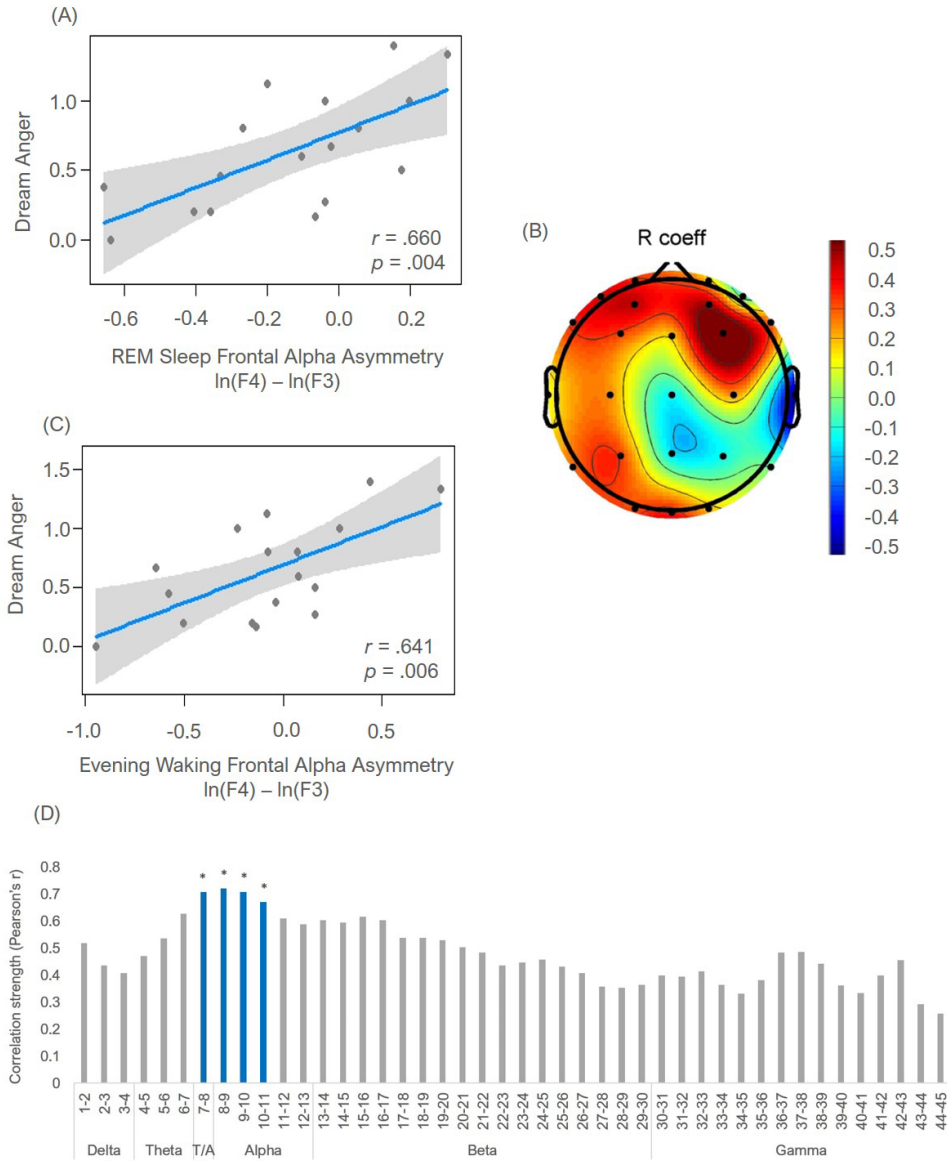 (A)
Dream Anger
1.0
0.5
0.0
r = .660
p = .004
-0.6
-0.4
-0.2
0.0
0.2
REM Sleep Frontal Alpha Asymmetry
ln(F4) – ln(F3)
(B)
R coeff
0.5
0.4
0.3
0.2
0.1
0.0
-0.1
-0.2
-0.3
-0.4
-0.5
(C)
Dream Anger
1.5
1.0
0.5
0.0
r = .641
p = .006
-1.0
-0.5
0.0
0.5
Evening Waking Frontal Alpha Asymmetry
ln(F4) – ln(F3)
(D)
Correlation strength (Pearson's r)
0.8
0.7
0.6
0.5
0.4
0.3
0.2
0.1
0
* * * *
1-2 2-3 3-4 4-5 5-6 6-7 7-8 8-9 9-10 10-11 11-12 12-13 13-14 14-15 15-16 16-17 17-18 18-19 19-20 20-21 21-22 22-23 23-24 24-25 25-26 26-27 27-28 28-29 29-30 30-31 31-32 32-33 33-34 34-35 35-36 36-37 37-38 38-39 39-40 40-41 41-42 42-43 43-44 44-45
Delta Theta T/A Alpha Beta Gamma